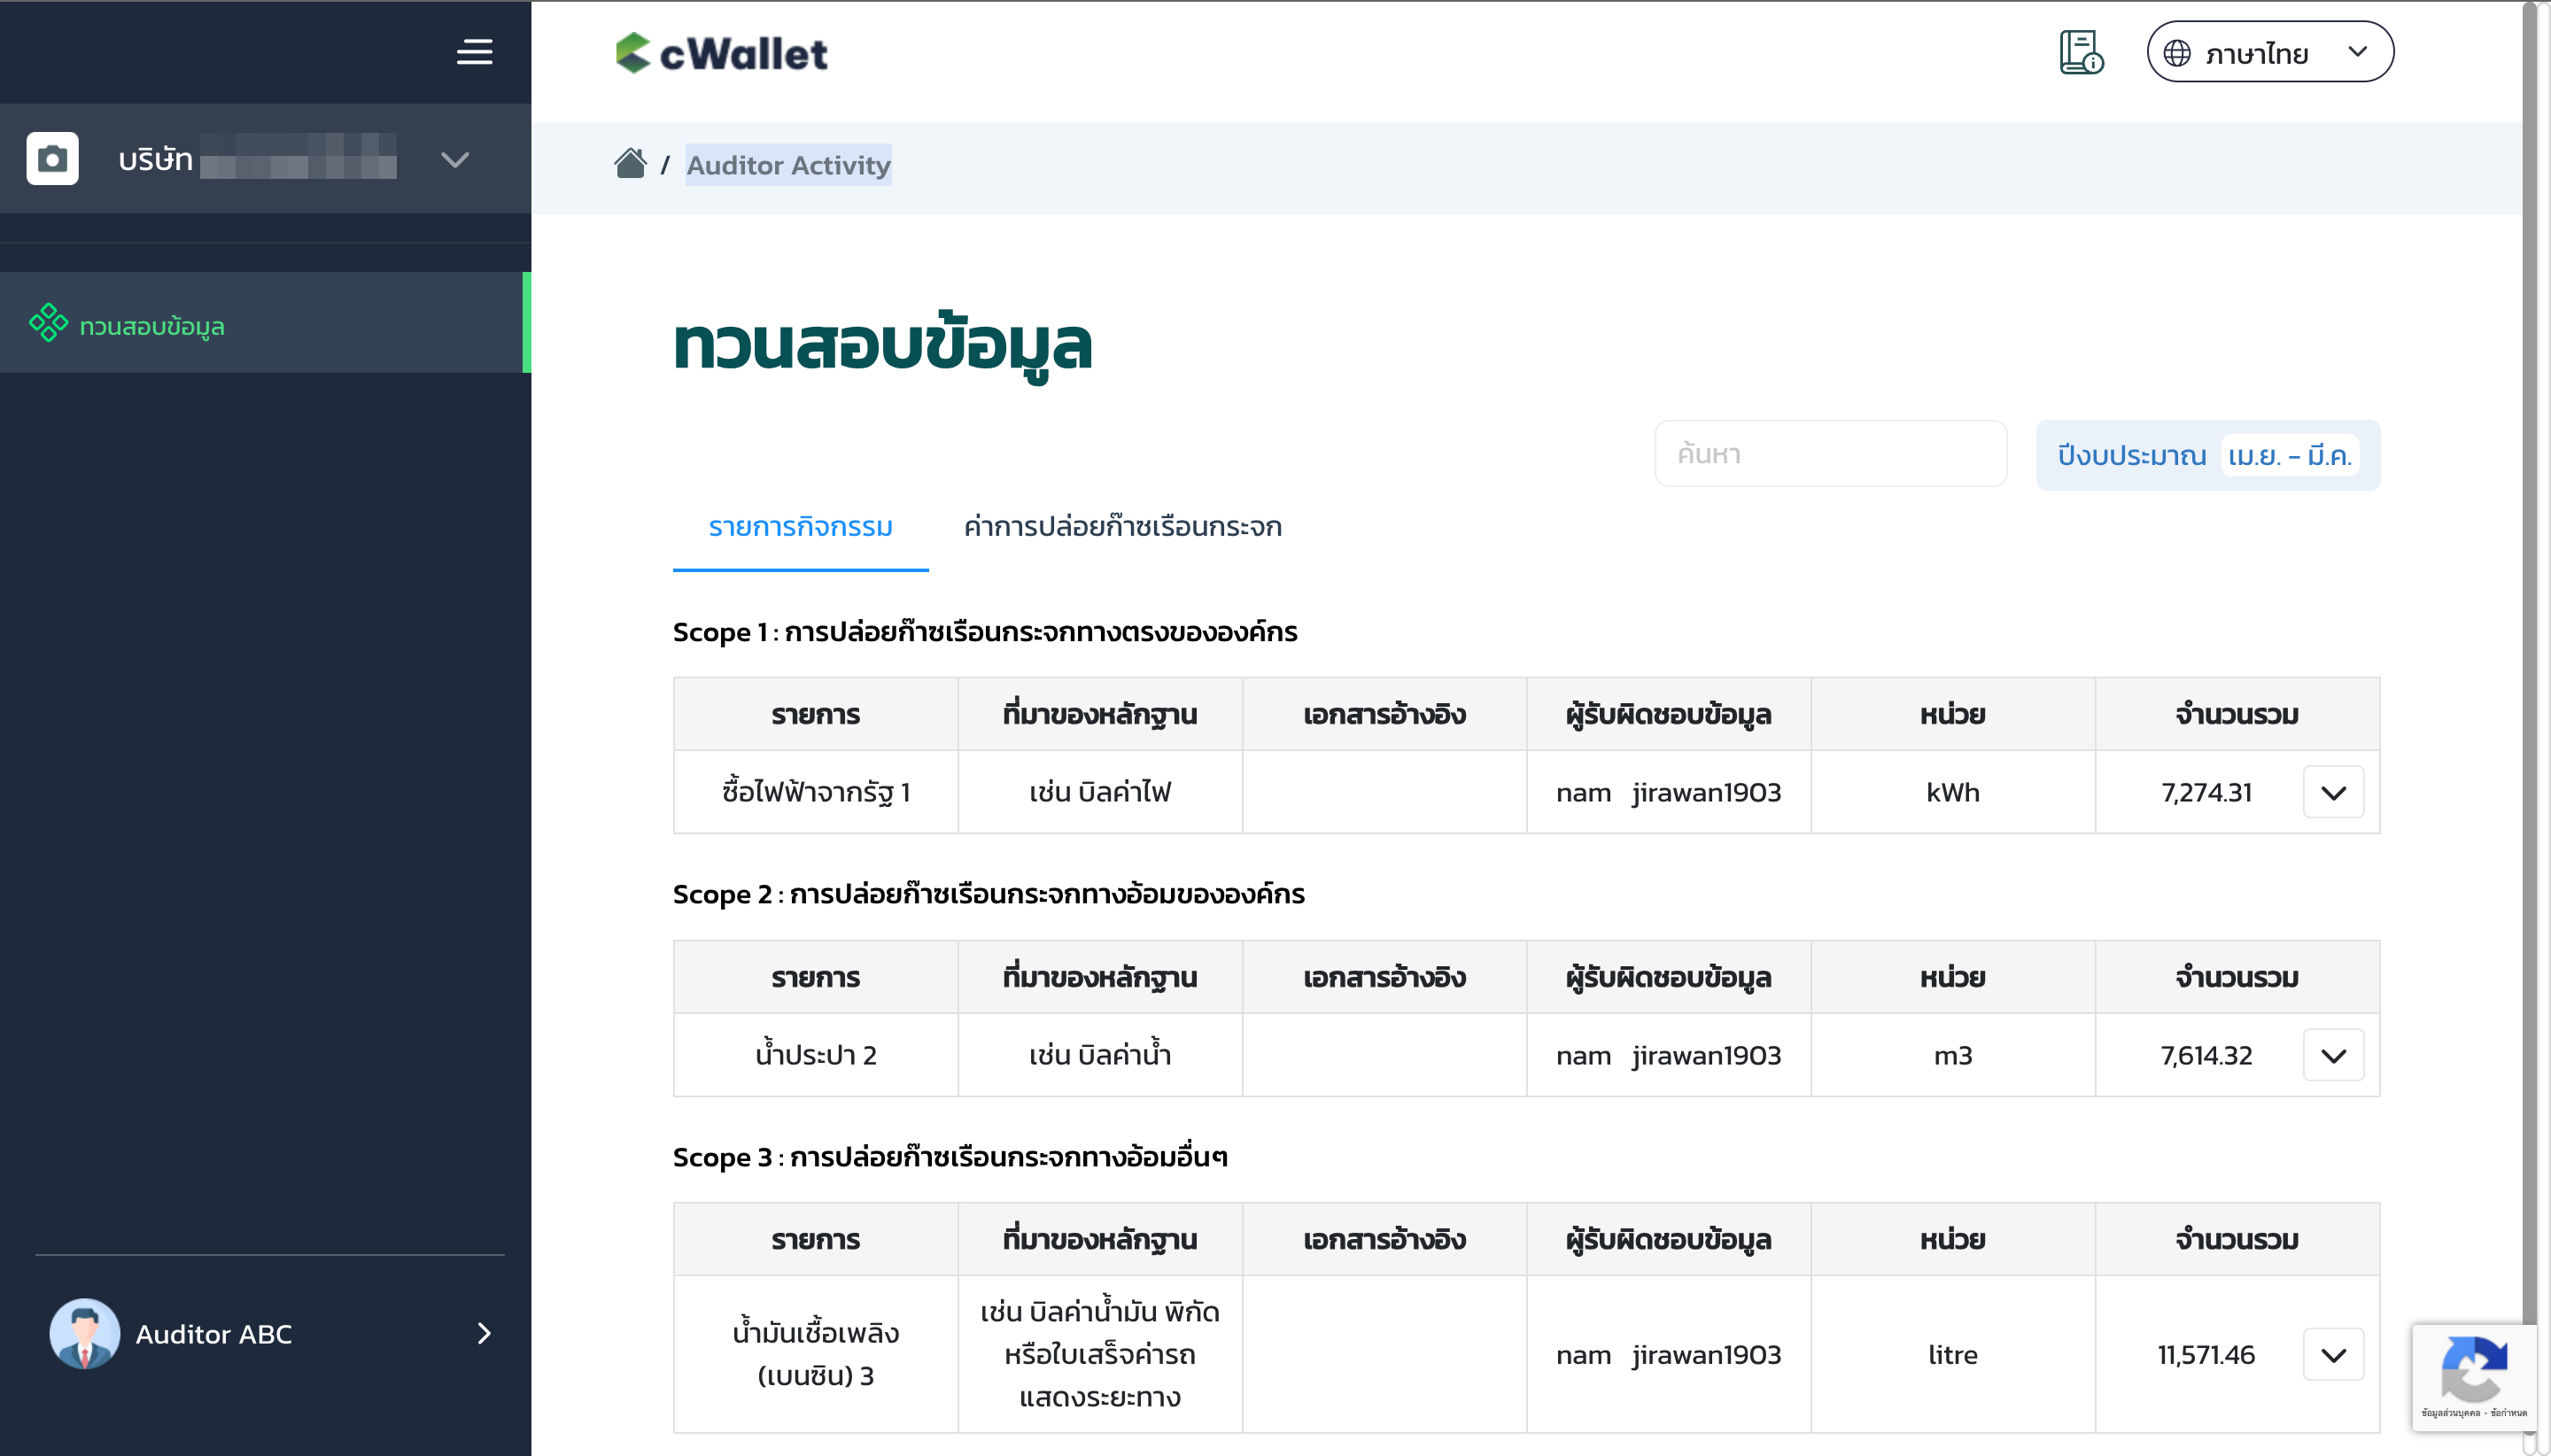 cWallet
ภาษาไทย
บริษัท
/ Auditor Activity
ทวนสอบข้อมูล
ทวนสอบข้อมูล
ค้นหา
ปีงบประมาณ เม.ย. - มี.ค.
รายการกิจกรรม ค่าการปล่อยก๊าซเรือนกระจก
Scope 1 : การปล่อยก๊าซเรือนกระจกทางตรงขององค์กร
รายการ ที่มาของหลักฐาน เอกสารอ้างอิง ผู้รับผิดชอบข้อมูล หน่วย จำนวนรวม
ซื้อไฟฟ้าจากรัฐ 1 เช่น บิลค่าไฟ nam jirawan1903 kWh 7,274.31
Scope 2 : การปล่อยก๊าซเรือนกระจกทางอ้อมขององค์กร
รายการ ที่มาของหลักฐาน เอกสารอ้างอิง ผู้รับผิดชอบข้อมูล หน่วย จำนวนรวม
น้ำประปา 2 เช่น บิลค่าน้ำ nam jirawan1903 m3 7,614.32
Scope 3 : การปล่อยก๊าซเรือนกระจกทางอ้อมอื่นๆ
รายการ ที่มาของหลักฐาน เอกสารอ้างอิง ผู้รับผิดชอบข้อมูล หน่วย จำนวนรวม
น้ำมันเชื้อเพลิง
(เบนซิน) 3
เช่น บิลค่าน้ำมัน พิกัด
หรือใบเสร็จค่ารถ
แสดงระยะทาง
nam jirawan1903 litre 11,571.46
Auditor ABC
ข้อมูลส่วนบุคคล - ข้อกำหนด